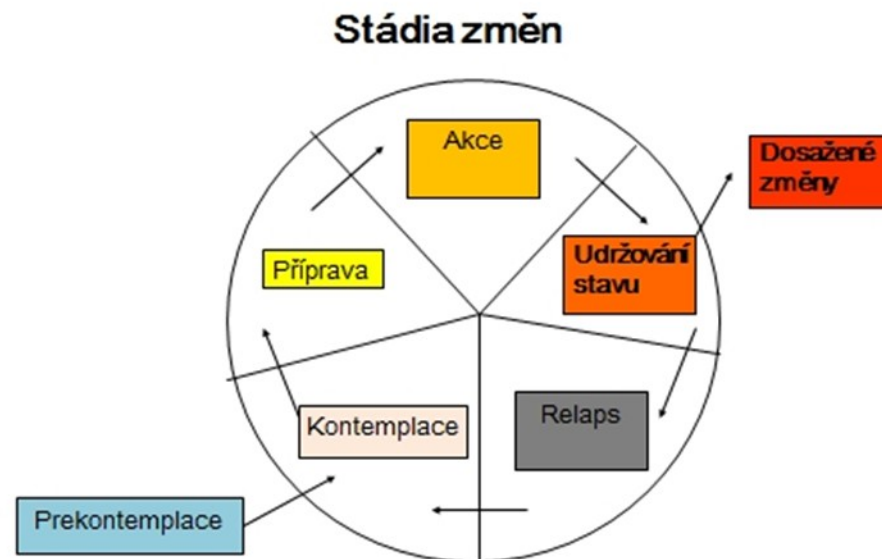 Stádia změn
Akce
Dosažené
změny
Příprava
Udržování
stavu
Kontemplace
Relaps
Prekontemplace